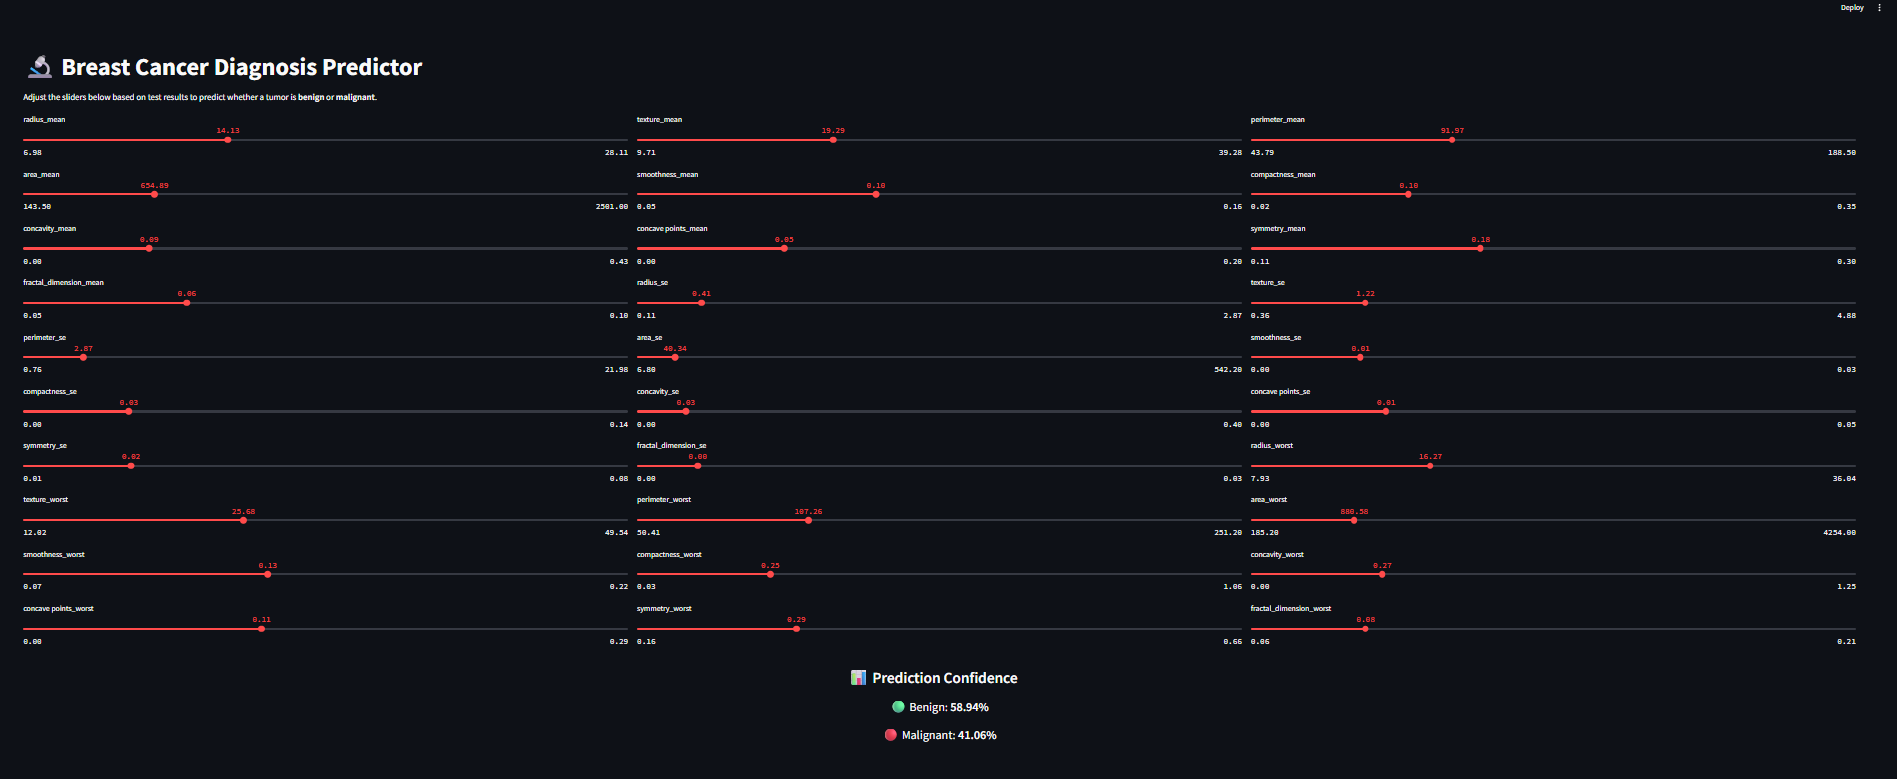 Deploy
Breast Cancer Diagnosis Predictor
Adjust the sliders below based on test results to predict whether a tumor is benign or malignant.
radius_mean texture_mean perimeter_mean
14.13 19.29 91.97
6.98 28.11 9.71 39.28 43.79 188.50
area_mean smoothness_mean compactness_mean
654.89 0.10 0.10
143.50 2501.00 0.05 0.16 0.02 0.35
concavity_mean concave points_mean symmetry_mean
0.09 0.05 0.18
0.00 0.43 0.00 0.20 0.11 0.30
fractal_dimension_mean radius_se texture_se
0.06 0.41 1.22
0.05 0.10 0.11 2.87 0.36 4.88
perimeter_se area_se smoothness_se
2.87 40.34 0.01
0.76 21.98 6.80 542.20 0.00 0.03
compactness_se concavity_se concave points_se
0.03 0.03 0.01
0.00 0.14 0.00 0.40 0.00 0.05
symmetry_se fractal_dimension_se radius_worst
0.02 0.00 16.27
0.01 0.08 0.00 0.03 7.93 36.04
texture_worst perimeter_worst area_worst
25.68 107.26 880.58
12.02 49.54 50.41 251.20 185.20 4254.00
smoothness_worst compactness_worst concavity_worst
0.13 0.25 0.27
0.07 0.22 0.03 1.06 0.00 1.25
concave points_worst symmetry_worst fractal_dimension_worst
0.11 0.29 0.08
0.00 0.29 0.16 0.66 0.06 0.21
Prediction Confidence
Benign: 58.94%
Malignant: 41.06%